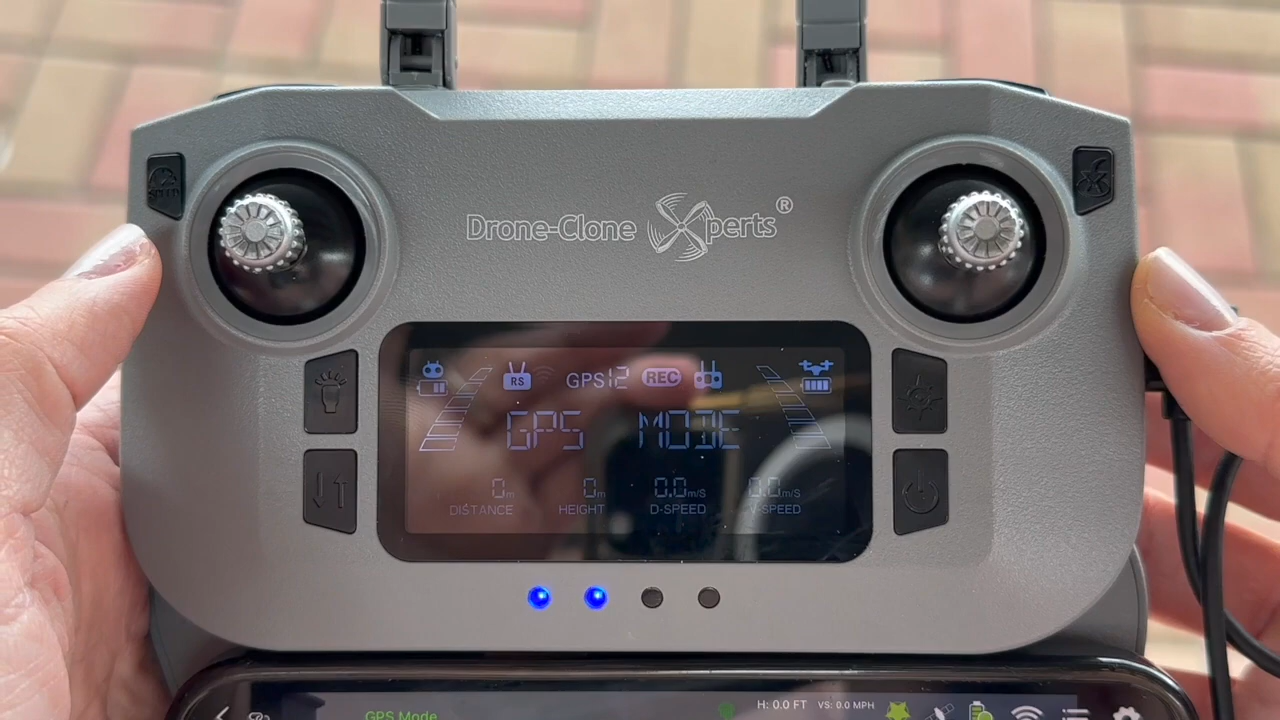 SPEED
Drone-Clone Xperts®
RS GPS12 REC
GPS MODE
0m 0m 0.0m/S 0.0m/S
DISTANCE HEIGHT D-SPEED V-SPEED
GPS Mode H: 0.0 FT VS: 0.0 MPH